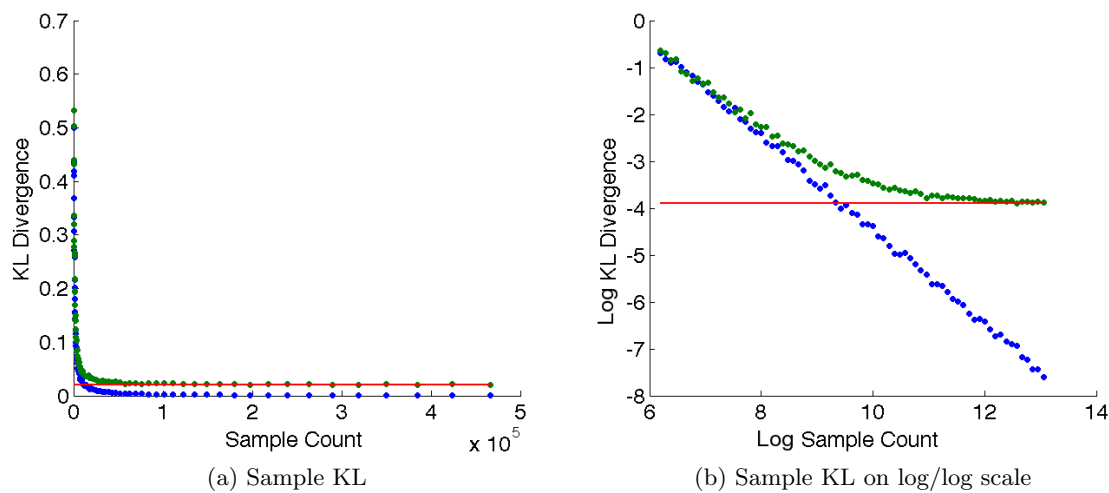 0.7
0.6
0.5
0.4
0.3
0.2
0.1
0
KL Divergence
0 1 2 3 4 5
Sample Count
x 10^5
(a) Sample KL
0
-1
-2
-3
-4
-5
-6
-7
-8
Log KL Divergence
6 8 10 12 14
Log Sample Count
(b) Sample KL on log/log scale